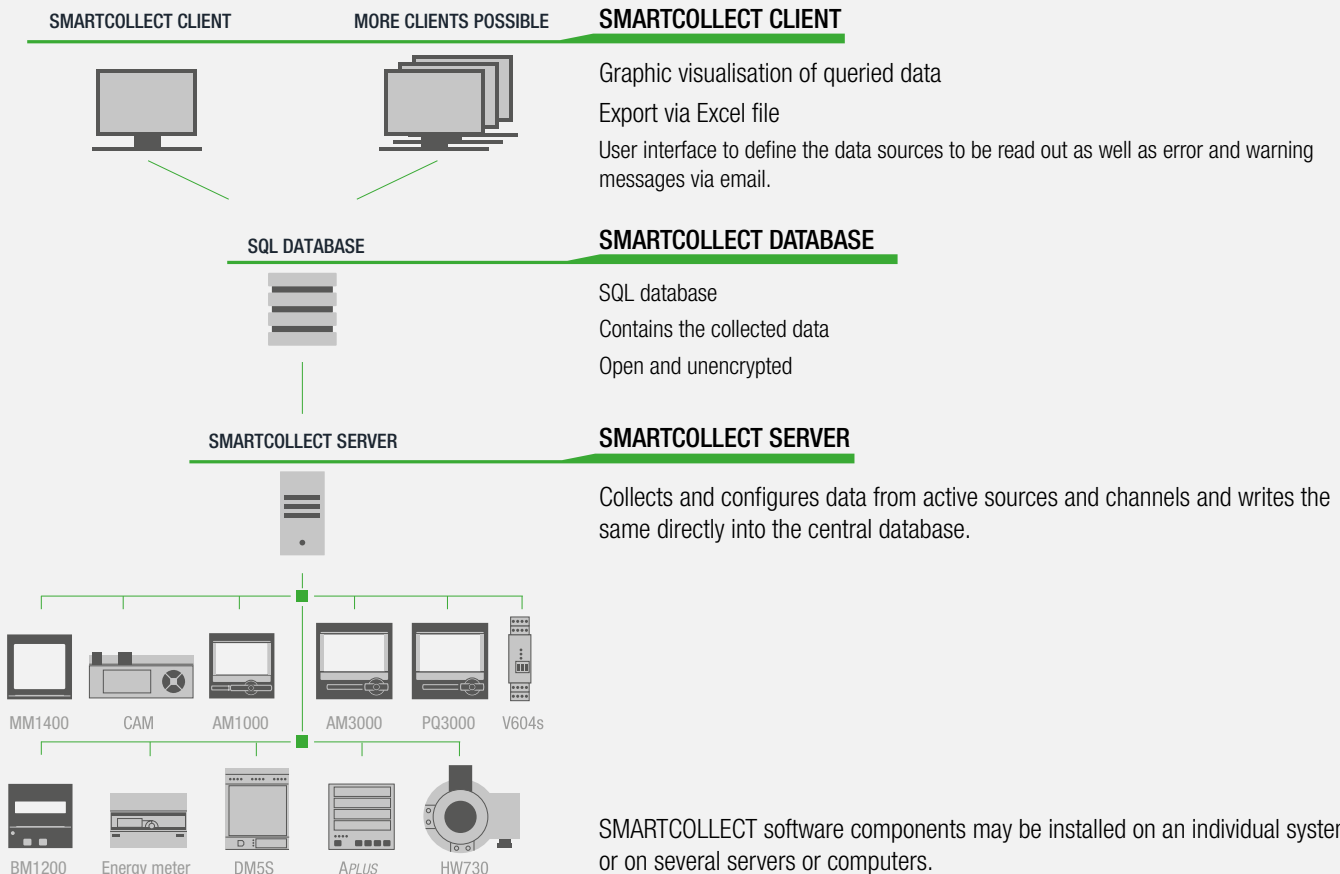 SMARTCOLLECT CLIENT
MORE CLIENTS POSSIBLE
SMARTCOLLECT CLIENT
Graphic visualisation of queried data
Export via Excel file
User interface to define the data sources to be read out as well as error and warning
messages via email.
SQL DATABASE
SMARTCOLLECT DATABASE
SQL database
Contains the collected data
Open and unencrypted
SMARTCOLLECT SERVER
SMARTCOLLECT SERVER
Collects and configures data from active sources and channels and writes the
same directly into the central database.
MM1400
CAM
AM1000
AM3000
PQ3000
V604s
BM1200
Energy meter
DM5S
APLUS
HW730
SMARTCOLLECT software components may be installed on an individual system
or on several servers or computers.